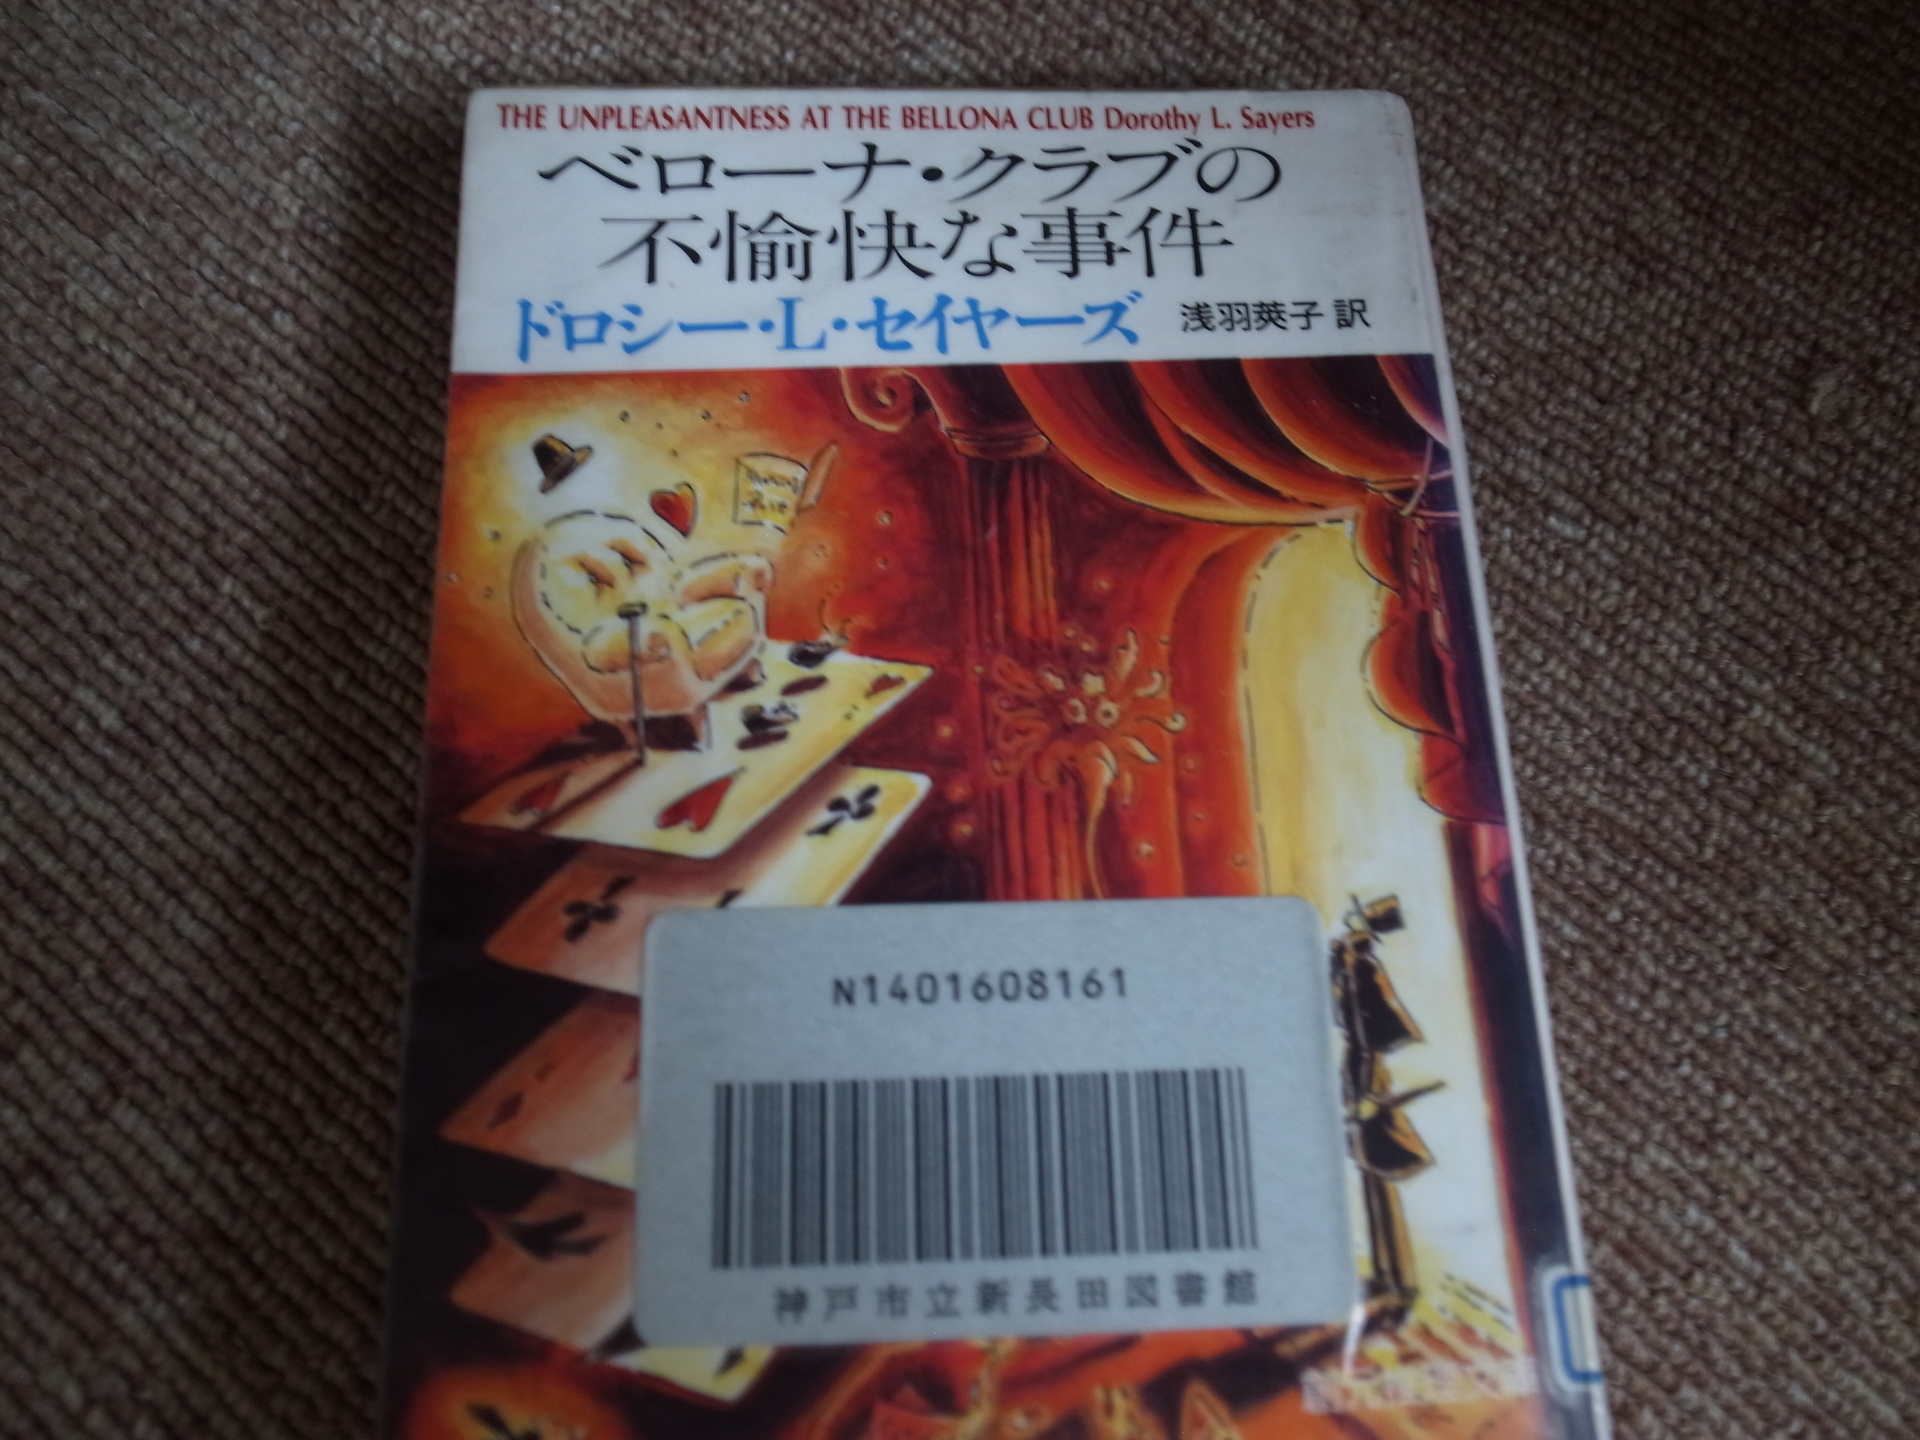 THE UNPLEASANTNESS AT THE BELLONA CLUB Dorothy L. Sayers
ベローナ・クラブの
不愉快な事件
ドロシー・L・セイヤーズ 浅羽莢子 訳
N1401608161
神戸市立新長田図書館